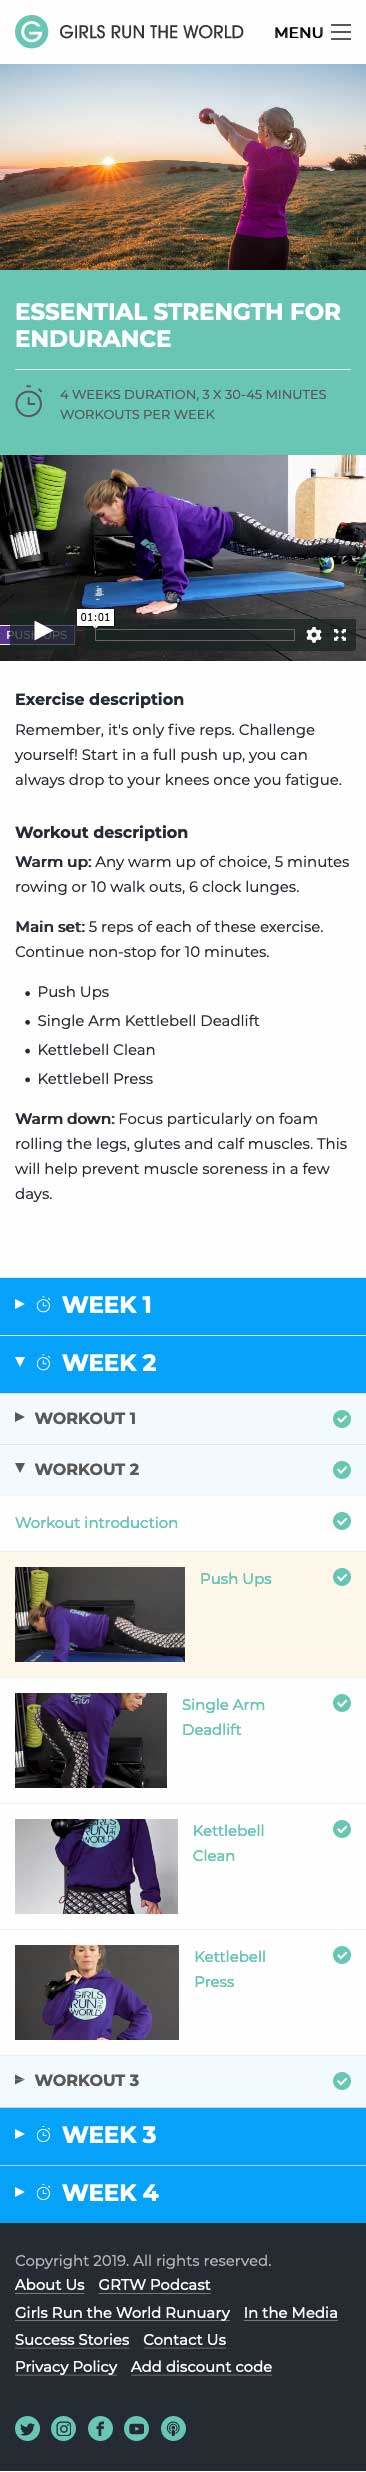 GIRLS RUN THE WORLD
MENU
ESSENTIAL STRENGTH FOR
ENDURANCE
4 WEEKS DURATION, 3 X 30-45 MINUTES
WORKOUTS PER WEEK
01:01
PUSH UPS
Exercise description
Remember, it's only five reps. Challenge
yourself! Start in a full push up, you can
always drop to your knees once you fatigue.
Workout description
Warm up: Any warm up of choice, 5 minutes
rowing or 10 walk outs, 6 clock lunges.
Main set: 5 reps of each of these exercise.
Continue non-stop for 10 minutes.
• Push Ups
• Single Arm Kettlebell Deadlift
• Kettlebell Clean
• Kettlebell Press
Warm down: Focus particularly on foam
rolling the legs, glutes and calf muscles. This
will help prevent muscle soreness in a few
days.
WEEK 1
WEEK 2
WORKOUT 1
WORKOUT 2
Workout introduction
Push Ups
Single Arm
Deadlift
Kettlebell
Clean
Kettlebell
Press
GIRLS
RUN THE
WORLD
WORKOUT 3
WEEK 3
WEEK 4
Copyright 2019. All rights reserved.
About Us GRTW Podcast
Girls Run the World Runuary In the Media
Success Stories Contact Us
Privacy Policy Add discount code